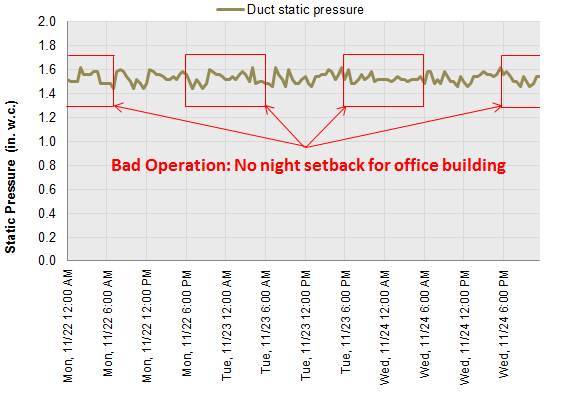 Duct static pressure
2.0
1.8
1.6
1.4
1.2
1.0
0.8
0.6
0.4
0.2
0.0
Static Pressure (in. w.c.)
Bad Operation: No night setback for office building
Mon, 11/22 12:00 AM
Mon, 11/22 6:00 AM
Mon, 11/22 12:00 PM
Mon, 11/22 6:00 PM
Tue, 11/23 12:00 AM
Tue, 11/23 6:00 AM
Tue, 11/23 12:00 PM
Tue, 11/23 6:00 PM
Wed, 11/24 12:00 AM
Wed, 11/24 6:00 AM
Wed, 11/24 12:00 PM
Wed, 11/24 6:00 PM